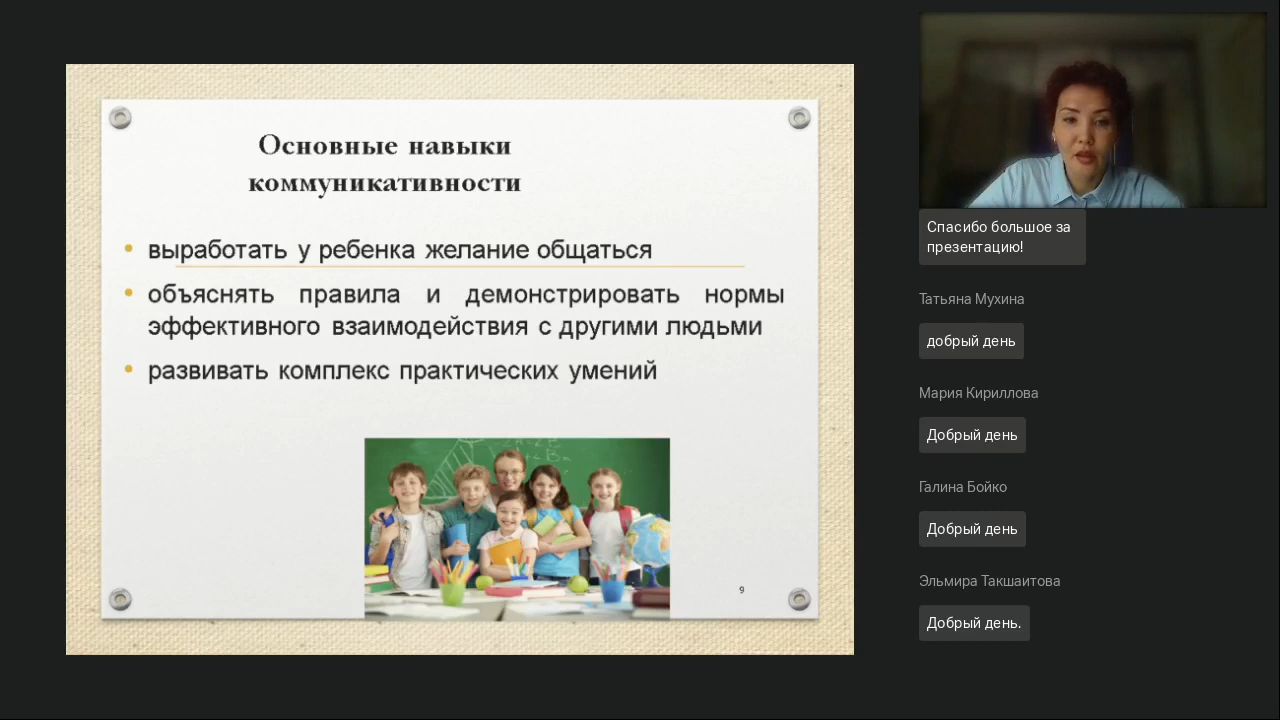 Основные навыки
коммуникативности
выработать у ребенка желание общаться
объяснять правила и демонстрировать нормы
эффективного взаимодействия с другими людьми
развивать комплекс практических умений
9
Спасибо большое за
презентацию!
Татьяна Мухина
добрый день
Мария Кириллова
Добрый день
Галина Бойко
Добрый день
Эльмира Такшаитова
Добрый день.